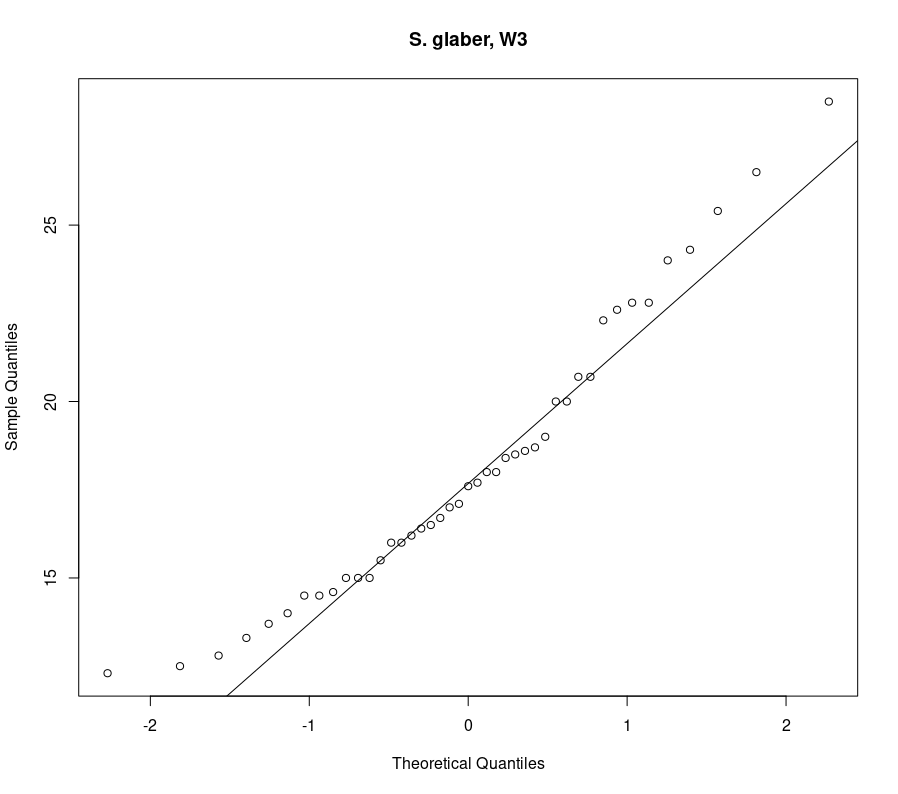 S. glaber, W3
Sample Quantiles
25
20
15
-2 -1 0 1 2
Theoretical Quantiles